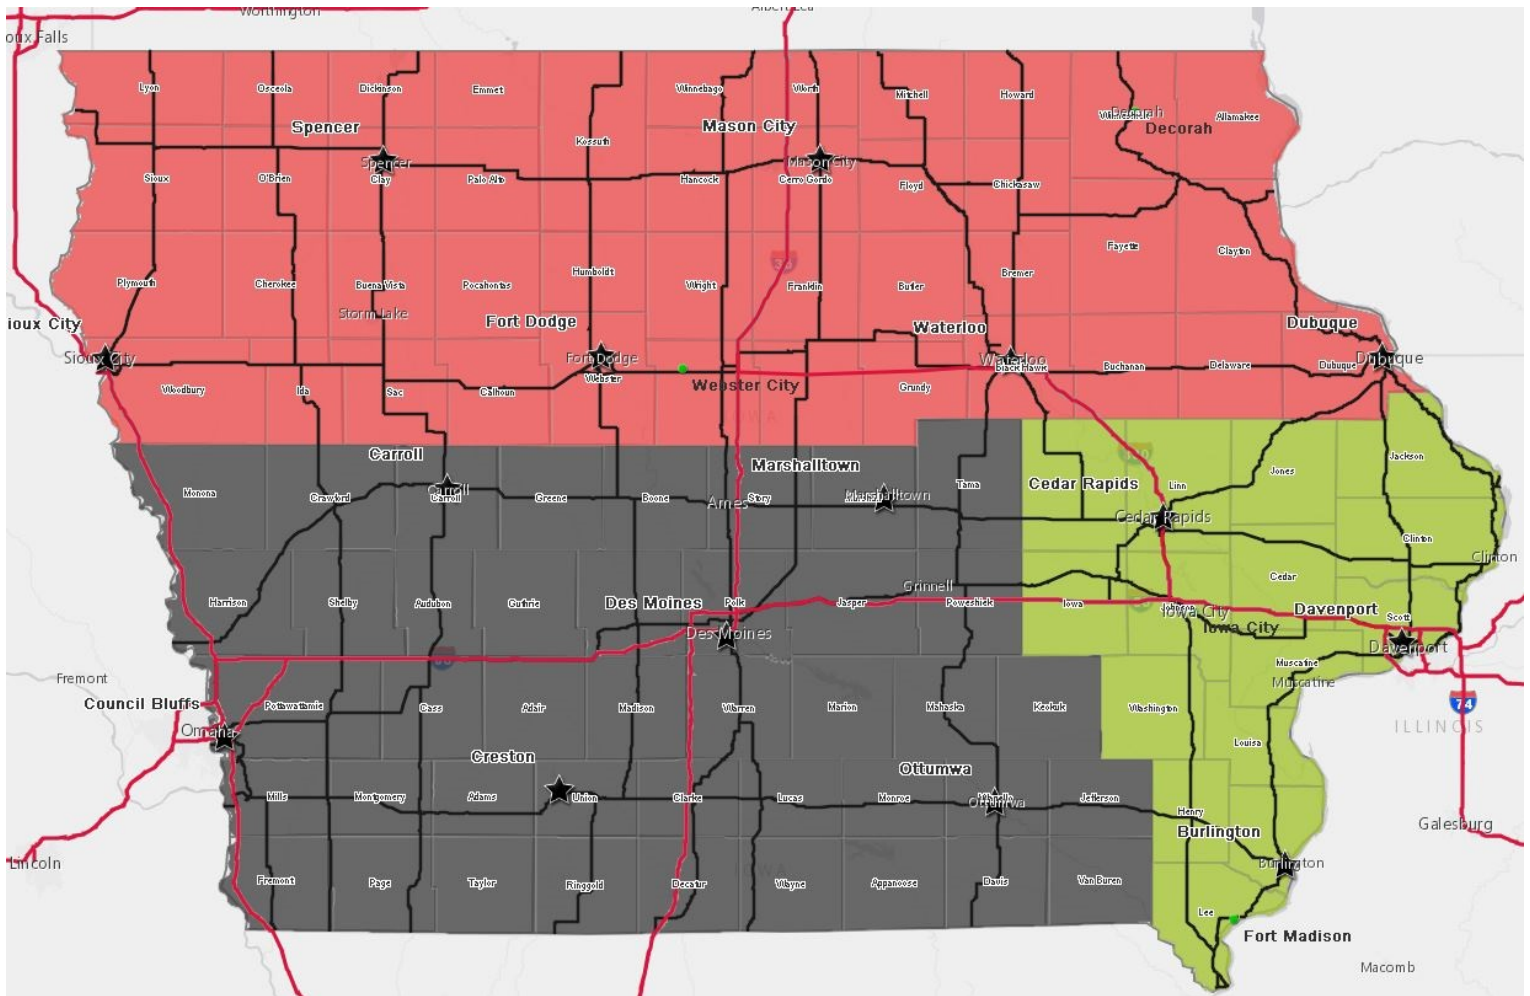 Worthington
Albert Lea
oux Falls
Lyon
Osceola
Dickinson
Emmet
Winnebago
Worth
Mitchell
Howard
Allamakee
Decorah
Decorah
Spencer
Mason City
Kossuth
Spencer
Mason City
Sioux
O'Brien
Clay
Palo Alto
Hancock
Cerro Gordo
Floyd
Chickasaw
Fayette
Clayton
35
Plymouth
Cherokee
Buena Vista
Pocahontas
Humboldt
Wright
Franklin
Butler
Bremer
Storm Lake
ioux City
Fort Dodge
Waterloo
Dubuque
Sioux City
Fort Dodge
Waterloo
Dubuque
Black Hawk
Buchanan
Delaware
Dubuque
Woodbury
Ida
Sac
Calhoun
Webster
Webster City
Grundy
IOWA
Carroll
Marshalltown
Monona
Crawford
Carroll
Carroll
Greene
Boone
Ames
Story
Marshalltown
Tama
Cedar Rapids
Linn
Jones
Jackson
Cedar Rapids
Clinton
Clinton
Harrison
Shelby
Audubon
Guthrie
Des Moines
Polk
Jasper
Grinnell
Poweshiek
Iowa
Johnson
Iowa City
Iowa City
Cedar
Davenport
Scott
Davenport
Des Moines
Fremont
Muscatine
Muscatine
Council Bluffs
Pottawattamie
Cass
Adair
Madison
Warren
Marion
Mahaska
Keokuk
Washington
74
ILLINOIS
Omaha
Louisa
Creston
Ottumwa
Mills
Montgomery
Adams
Union
Clarke
Lucas
Monroe
Ottumwa
Jefferson
Henry
Burlington
Galesburg
Lincoln
Burlington
IOWA
Fremont
Page
Taylor
Ringgold
Decatur
Wayne
Appanoose
Davis
Van Buren
Lee
Fort Madison
Macomb